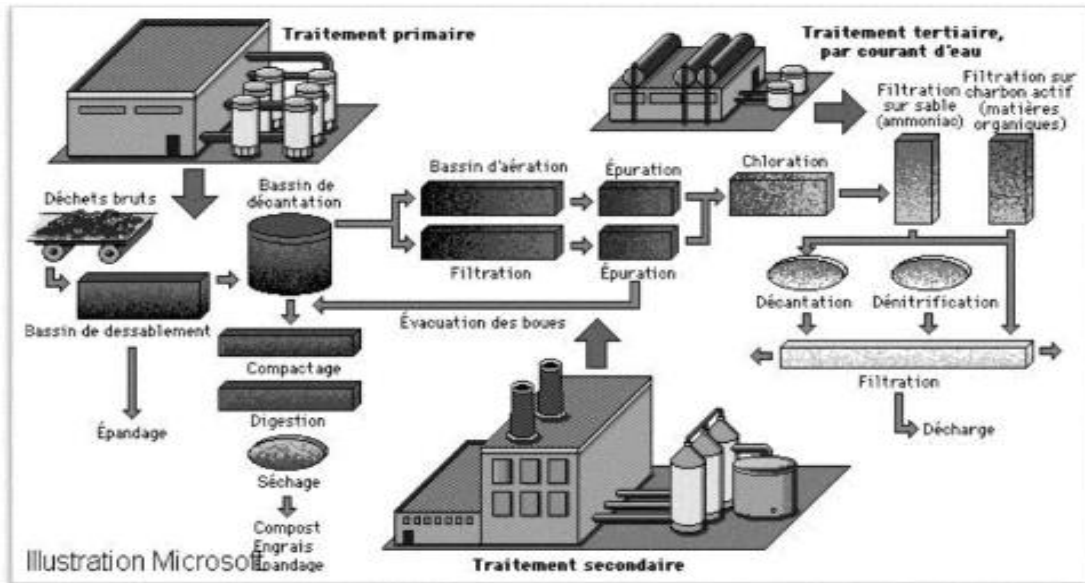 Traitement primaire
Traitement tertiaire,
par courant d'eau
Filtration
sur sable
(ammoniac)
Filtration sur
charbon actif
(matières
organiques)
Déchets bruts
Bassin de
décantation
Bassin d'aération
Épuration
Chloration
Filtration
Épuration
Bassin de dessablement
Évacuation des boues
Décantation
Dénitrification
Compactage
Filtration
Digestion
Épandage
Décharge
Séchage
Compost
Engrais
Épandage
Illustration Microsoft
Traitement secondaire